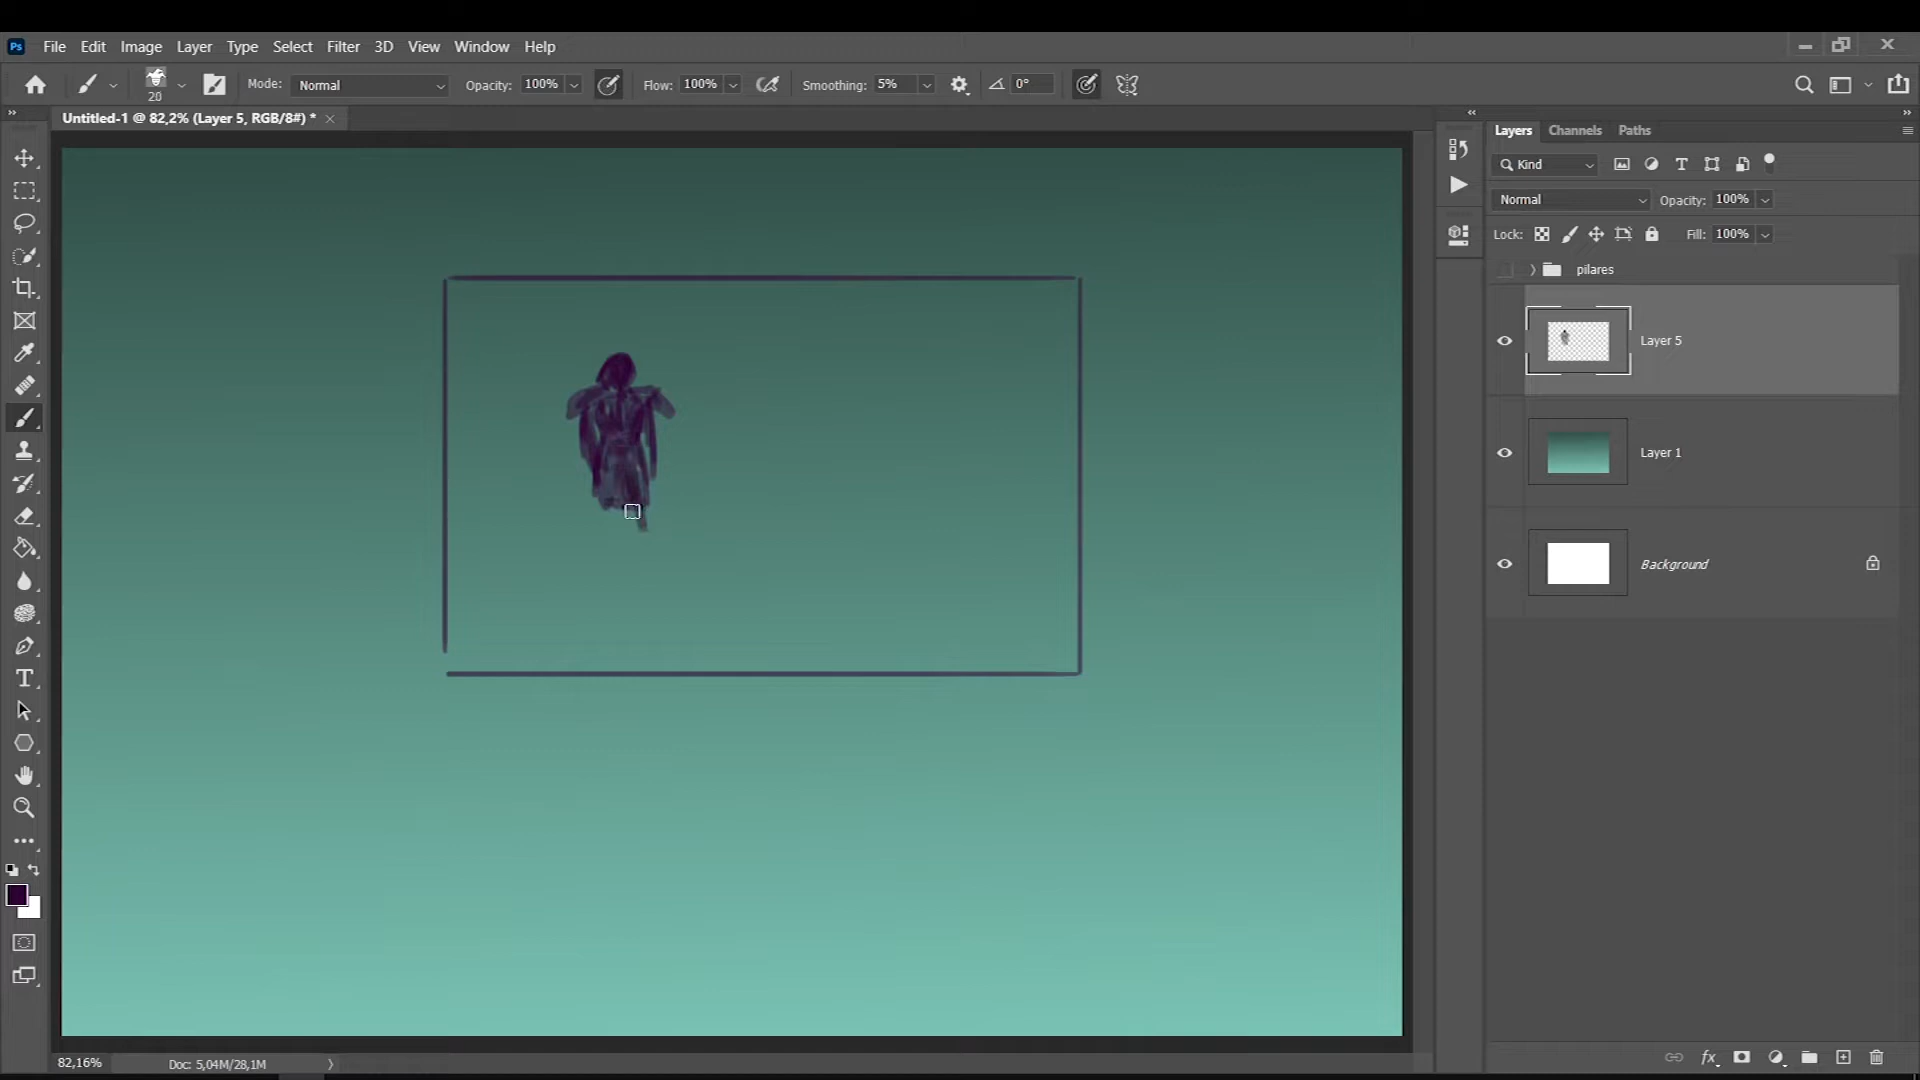 Ps File Edit Image Layer Type Select Filter 3D View Window Help
20 Mode: Normal Opacity: 100% Flow: 100% Smoothing: 5% 0°
Untitled-1 @ 82,2% (Layer 5, RGB/8#) *
Layers Channels Paths
Kind
Normal Opacity: 100%
Lock: Fill: 100%
pilares
Layer 5
Layer 1
Background
82,16% Doc: 5,04M/28,1M